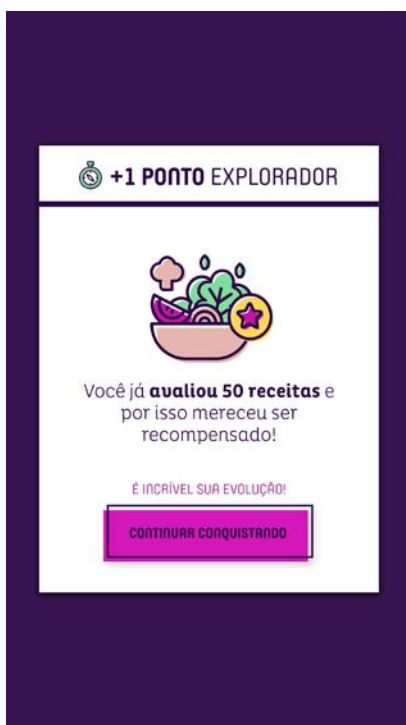 +1 PONTO EXPLORADOR
Você já avaliou 50 receitas e
por isso mereceu ser
recompensado!
É INCRÍVEL SUA EVOLUÇÃO!
CONTINUAR CONQUISTANDO